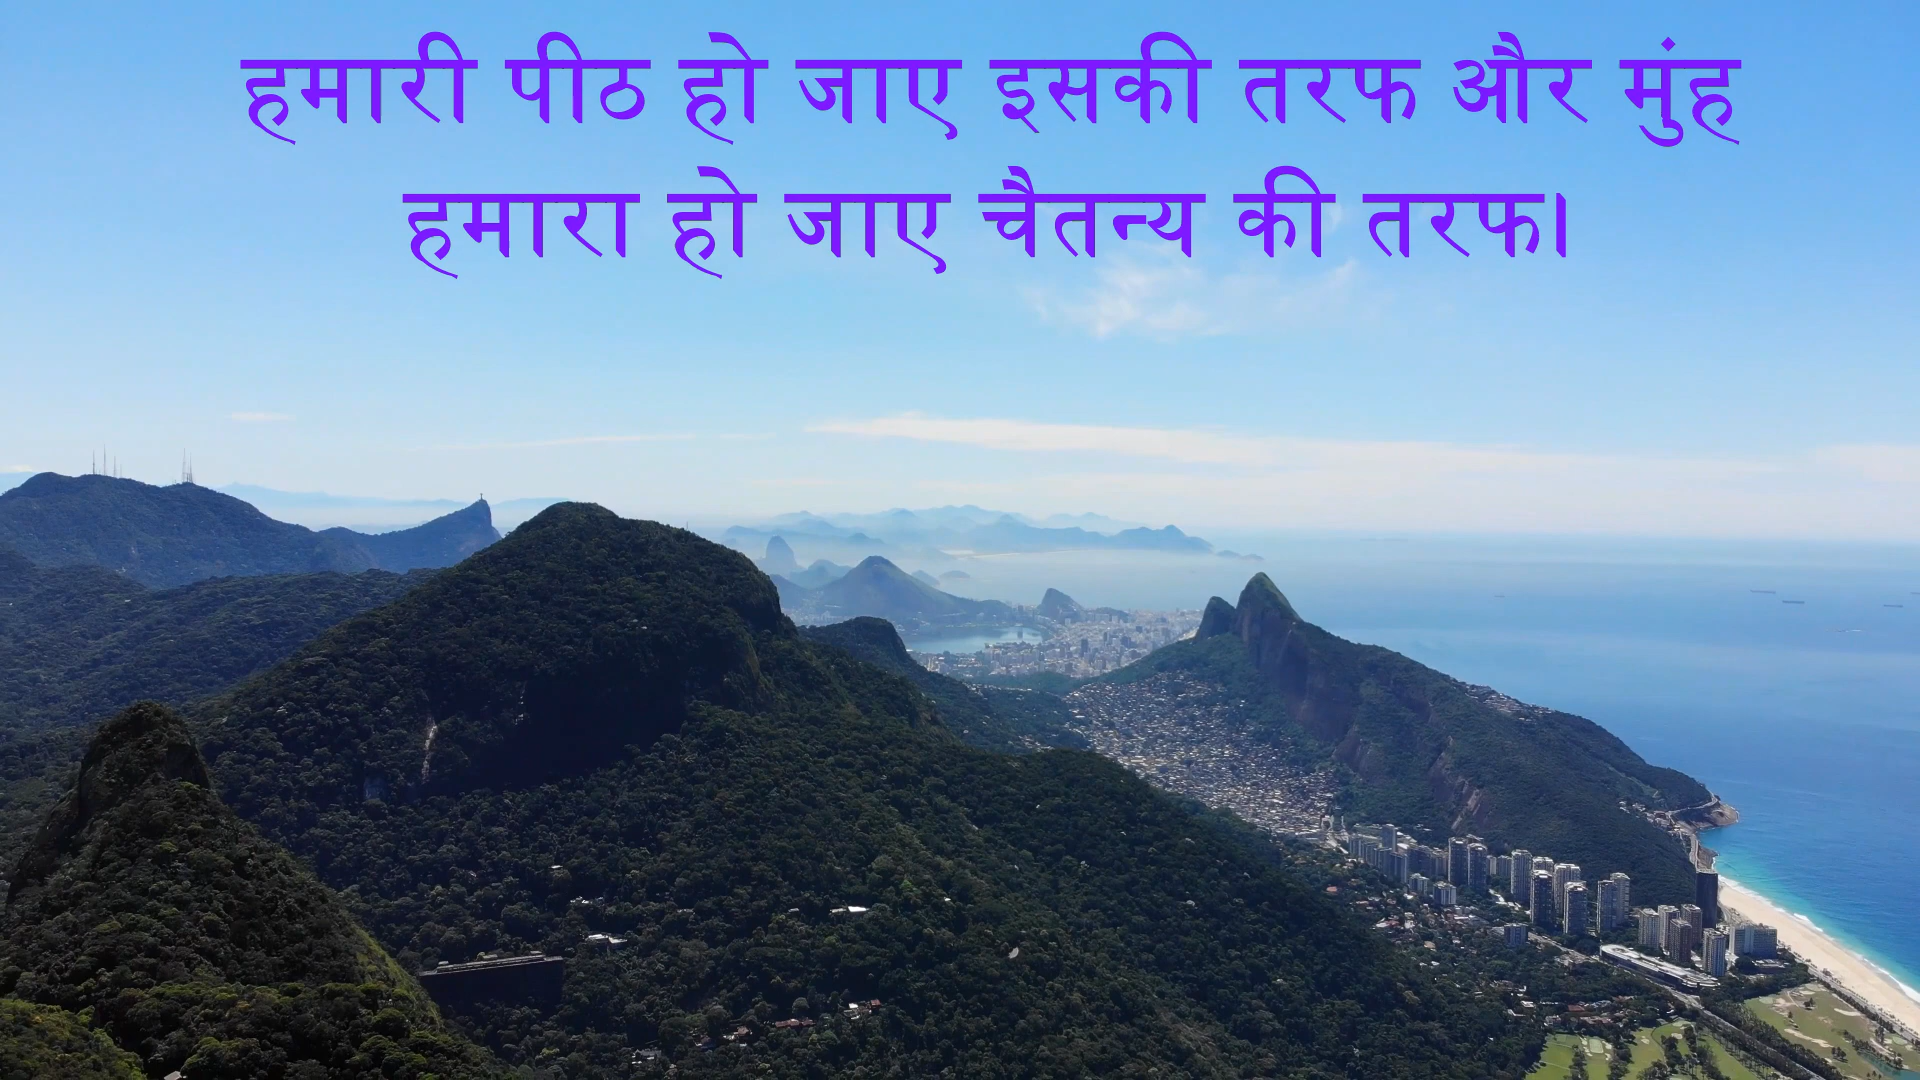 हमारी पीठ हो जाए इसकी तरफ और मुंह
हमारा हो जाए चैतन्य की तरफ।